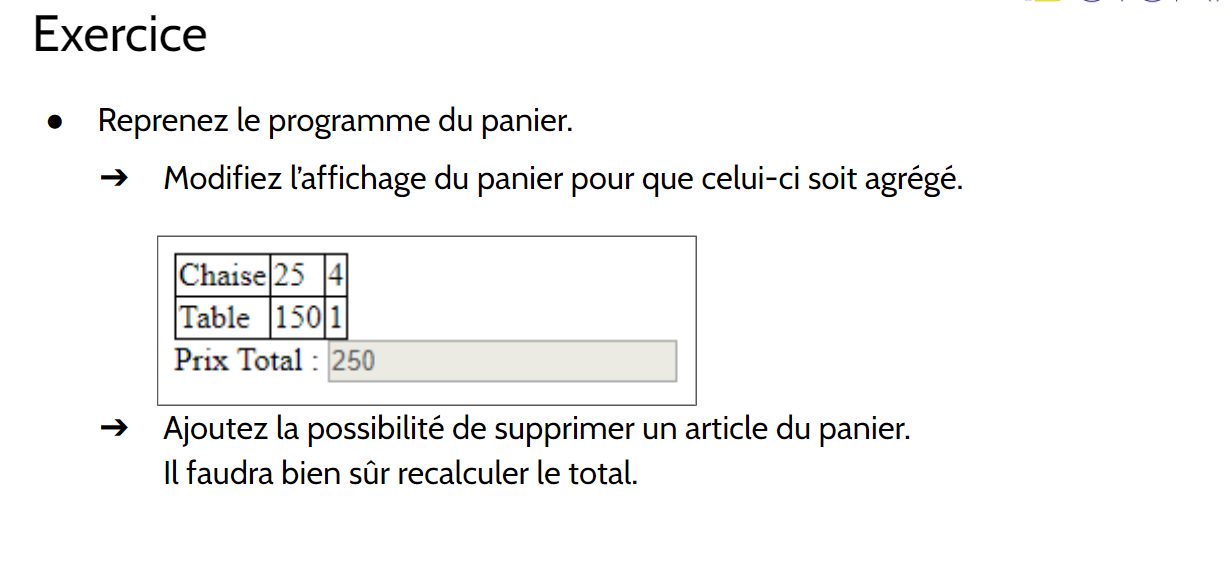 Exercice
● Reprenez le programme du panier.
➔ Modifiez l'affichage du panier pour que celui-ci soit agrégé.
Chaise 25 4
Table 150 1
Prix Total : 250
➔ Ajoutez la possibilité de supprimer un article du panier.
Il faudra bien sûr recalculer le total.